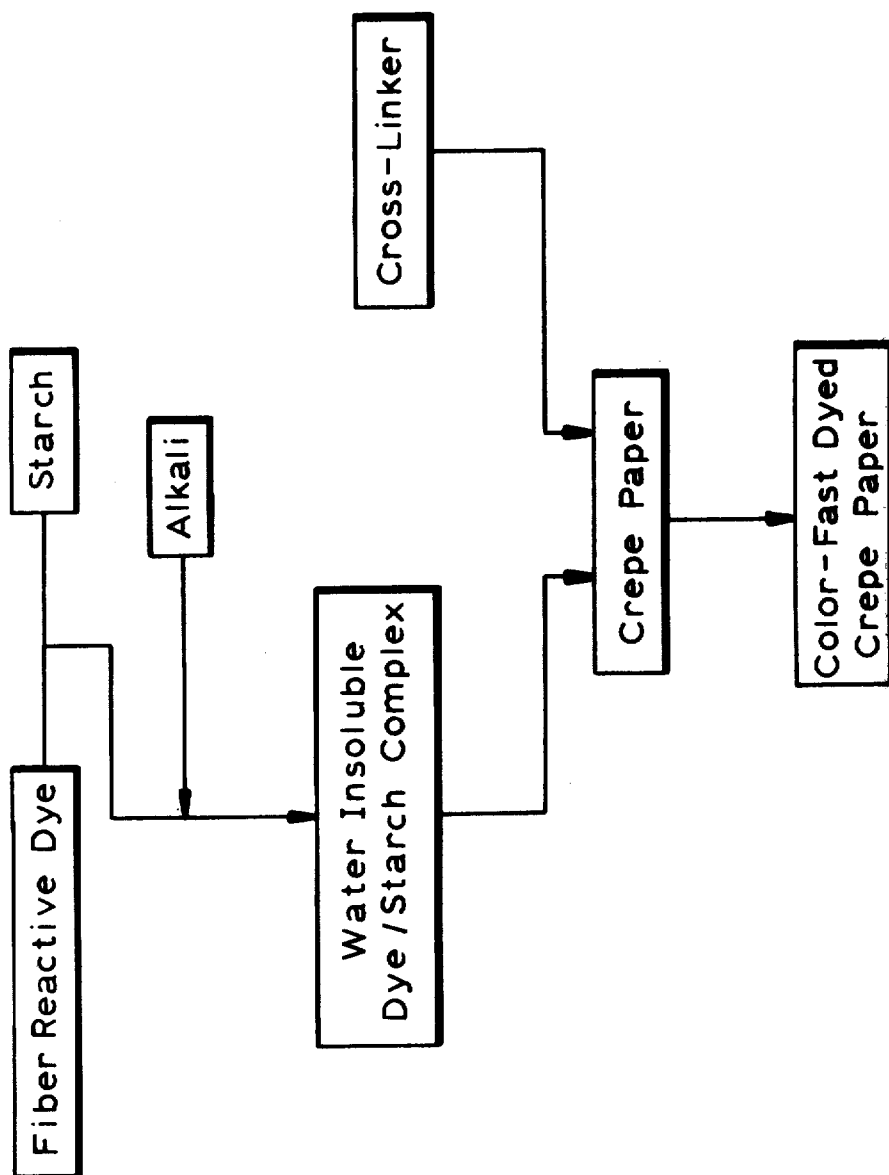 Fiber Reactive Dye
Starch
Alkali
Water Insoluble
Dye/Starch Complex
Cross-Linker
Crepe Paper
Color-Fast Dyed
Crepe Paper